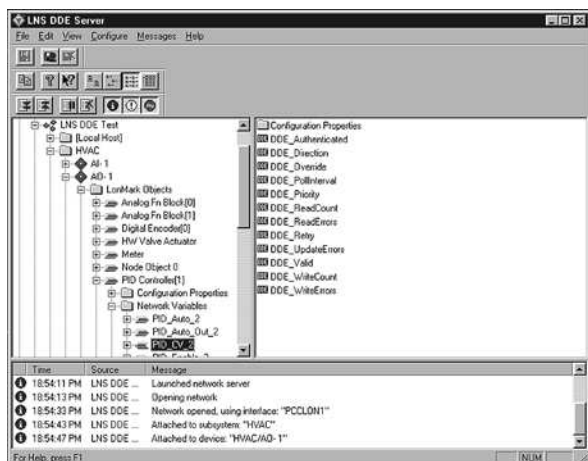 LNS DDE Server
File Edit View Configure Messages Help
LNS DDE Test
[Local Host]
HVAC
AI- 1
AO- 1
LonMark Objects
Analog Fn Block[0]
Analog Fn Block[1]
Digital Encoder[0]
HW Valve Actuator
Meter
Node Object 0
PID Controller[1]
Configuration Properties
Network Variables
PID_Auto_2
PID_Auto_Out_2
PID_CV_2
PID_Enable_2
Configuration Properties
DDE_Authenticated
DDE_Direction
DDE_Override
DDE_PollInterval
DDE_Priority
DDE_ReadCount
DDE_ReadErrors
DDE_Retry
DDE_UpdateErrors
DDE_Valid
DDE_WriteCount
DDE_WriteErrors
Time Source Message
18:54:11 PM LNS DDE ... Launched network server
18:54:13 PM LNS DDE ... Opening network
18:54:33 PM LNS DDE ... Network opened, using interface: "PCCLON1"
18:54:43 PM LNS DDE ... Attached to subsystem: "HVAC"
18:54:47 PM LNS DDE ... Attached to device: "HVAC/AO- 1"
For Help, press F1 NUM